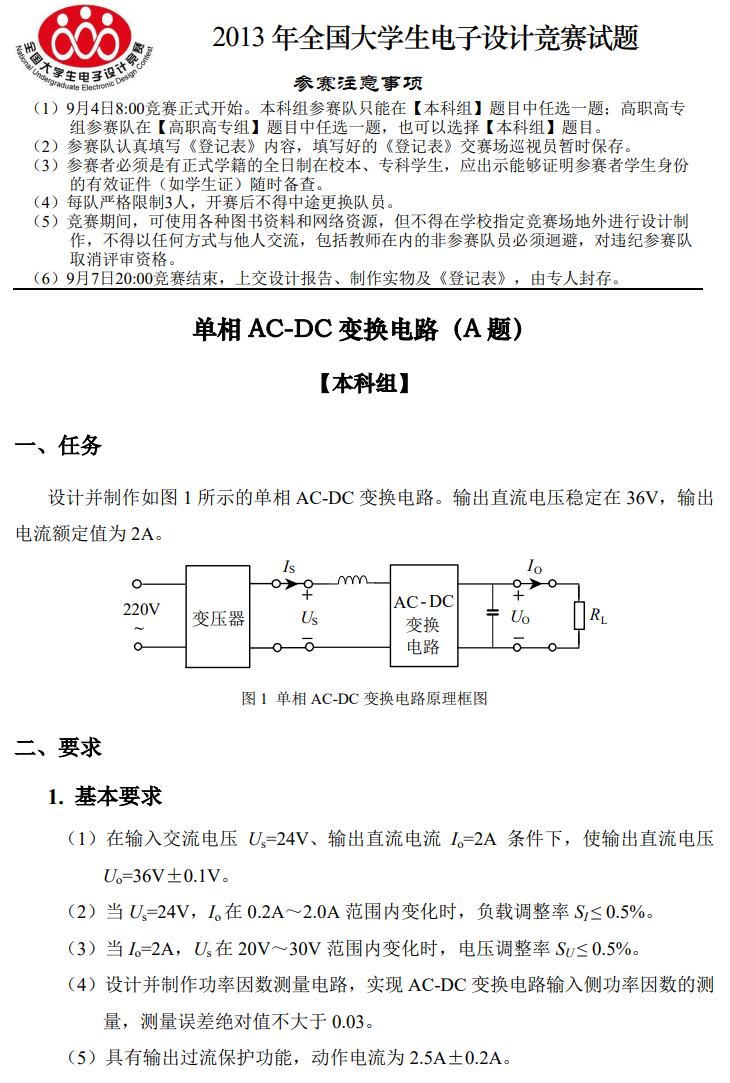 全国大学生电子设计竞赛
National Undergraduate Electronic Design Contest
2013 年全国大学生电子设计竞赛试题
参赛注意事项
（1）9月4日8:00竞赛正式开始。本科组参赛队只能在【本科组】题目中任选一题；高职高专
组参赛队在【高职高专组】题目中任选一题，也可以选择【本科组】题目。
（2）参赛队认真填写《登记表》内容，填写好的《登记表》交赛场巡视员暂时保存。
（3）参赛者必须是有正式学籍的全日制在校本、专科学生，应出示能够证明参赛者学生身份
的有效证件（如学生证）随时备查。
（4）每队严格限制3人，开赛后不得中途更换队员。
（5）竞赛期间，可使用各种图书资料和网络资源，但不得在学校指定竞赛场地外进行设计制
作，不得以任何方式与他人交流，包括教师在内的非参赛队员必须迴避，对违纪参赛队
取消评审资格。
（6）9月7日20:00竞赛结束，上交设计报告、制作实物及《登记表》，由专人封存。
单相 AC-DC 变换电路（A 题）
【本科组】
一、任务
设计并制作如图 1 所示的单相 AC-DC 变换电路。输出直流电压稳定在 36V，输出
电流额定值为 2A。
IS
IO
220V
~
变压器
+
US
−
AC-DC
变换
电路
+
UO
−
RL
图 1 单相 AC-DC 变换电路原理框图
二、要求
1. 基本要求
（1）在输入交流电压 Us=24V、输出直流电流 Io=2A 条件下，使输出直流电压
Uo=36V±0.1V。
（2）当 Us=24V，Io 在 0.2A～2.0A 范围内变化时，负载调整率 SI ≤ 0.5%。
（3）当 Io=2A，Us 在 20V～30V 范围内变化时，电压调整率 SU ≤ 0.5%。
（4）设计并制作功率因数测量电路，实现 AC-DC 变换电路输入侧功率因数的测
量，测量误差绝对值不大于 0.03。
（5）具有输出过流保护功能，动作电流为 2.5A±0.2A。